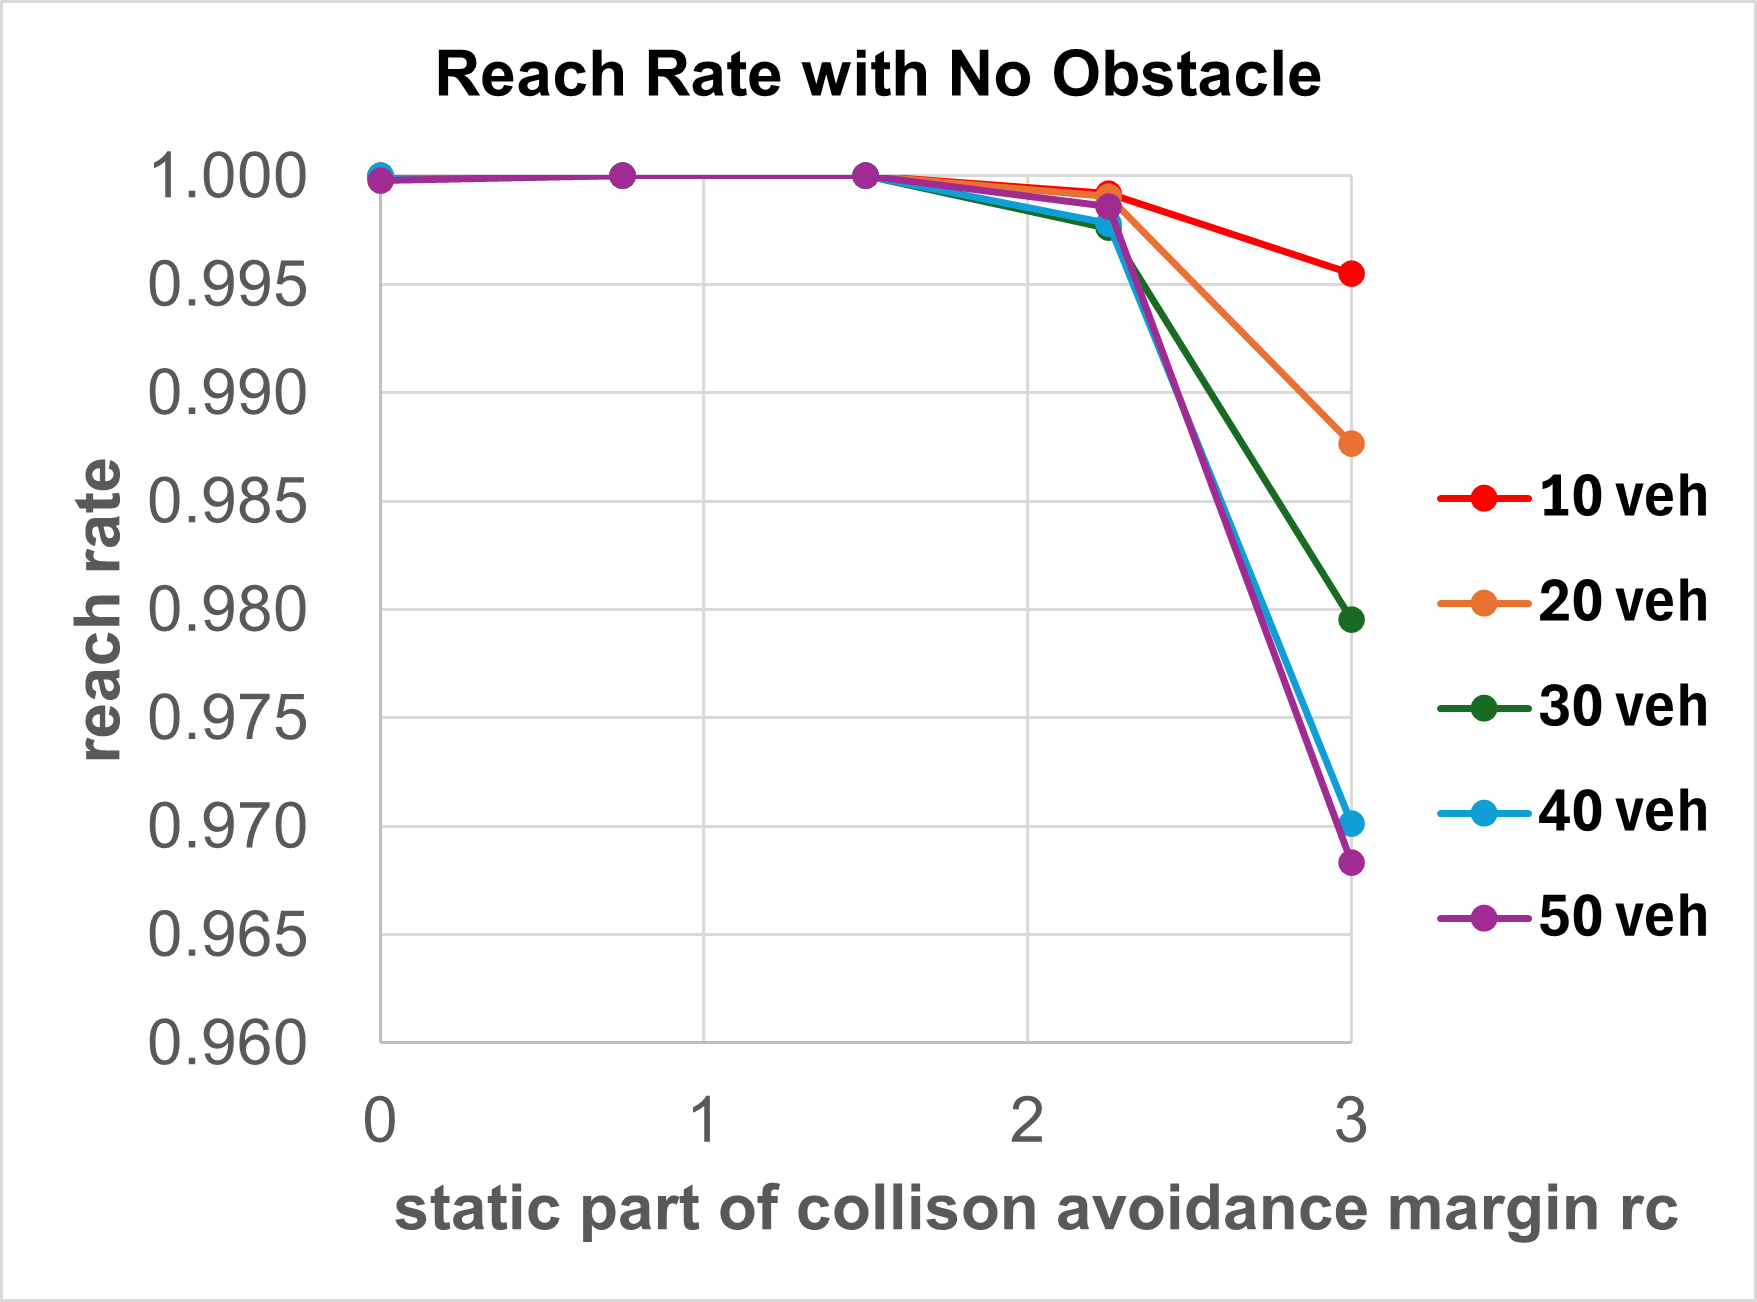 Reach Rate with No Obstacle
1.000
0.995
0.990
0.985
0.980
0.975
0.970
0.965
0.960
reach rate
0 1 2 3
static part of collison avoidance margin rc
10 veh
20 veh
30 veh
40 veh
50 veh